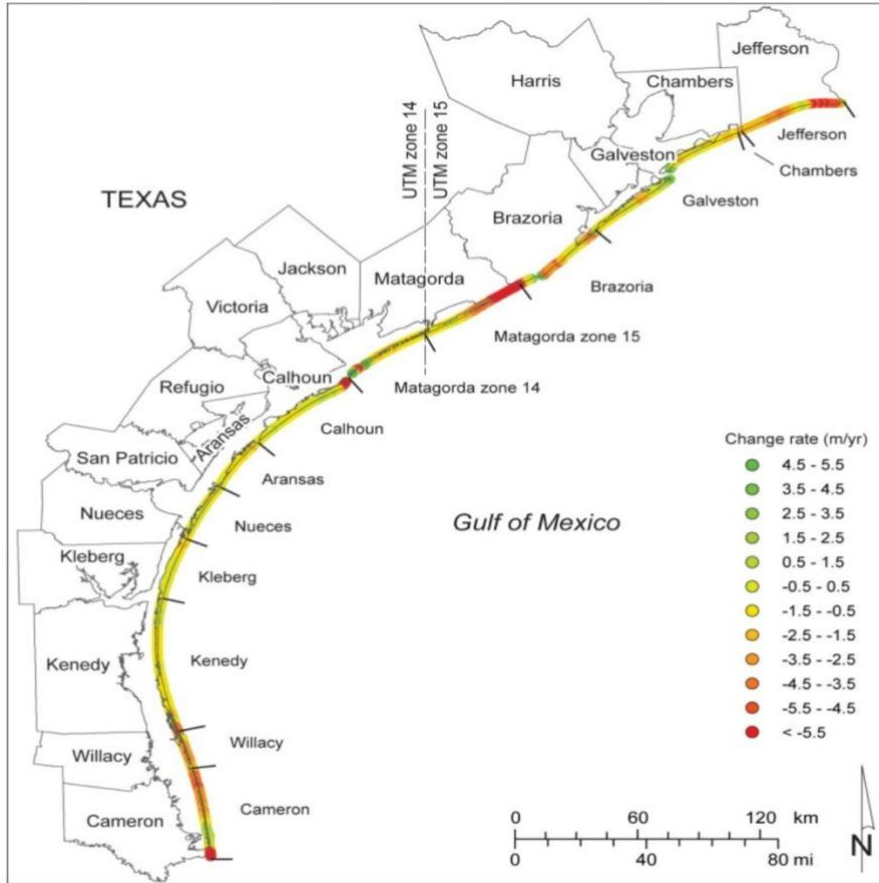 Jefferson
Harris
Chambers
UTM zone 14
UTM zone 15
Jefferson
Galveston
Chambers
TEXAS
Galveston
Brazoria
Jackson
Matagorda
Brazoria
Victoria
Matagorda zone 15
Calhoun
Matagorda zone 14
Refugio
Aransas
Calhoun
San Patricio
Aransas
Nueces
Nueces
Gulf of Mexico
Kleberg
Kleberg
Kenedy
Kenedy
Willacy
Willacy
Cameron
Cameron
Change rate (m/yr)
4.5 - 5.5
3.5 - 4.5
2.5 - 3.5
1.5 - 2.5
0.5 - 1.5
-0.5 - 0.5
-1.5 - -0.5
-2.5 - -1.5
-3.5 - -2.5
-4.5 - -3.5
-5.5 - -4.5
< -5.5
0 60 120 km
0 40 80 mi
N